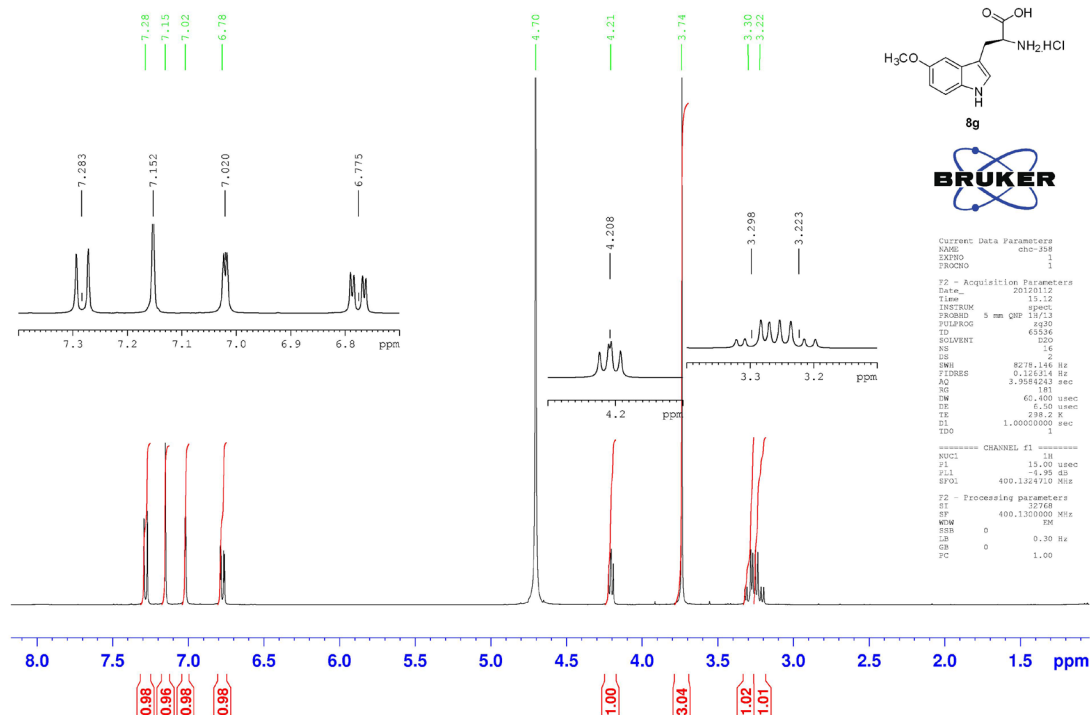 7.28
7.15
7.02
6.78
4.70
4.21
3.74
3.30
3.22
O
OH
H3CO
NH2HCl
N
H
8g
BRUKER
7.283
7.152
7.020
6.775
7.3 7.2 7.1 7.0 6.9 6.8 ppm
4.208
4.2 ppm
3.298
3.223
3.3 3.2 ppm
Current Data Parameters
NAME chc-358
EXPNO 1
PROCNO 1
F2 - Acquisition Parameters
Date_ 20120112
Time 15.12
INSTRUM spect
PROBHD 5 mm QNP 1H/13
PULPROG zg30
TD 65536
SOLVENT D2O
NS 16
DS 2
SWH 8278.146 Hz
FIDRES 0.126314 Hz
AQ 3.9584243 sec
RG 181
DW 60.400 usec
DE 6.50 usec
TE 298.2 K
D1 1.00000000 sec
TD0 1
======== CHANNEL f1 ========
NUC1 1H
P1 15.00 usec
PL1 -4.95 dB
SFO1 400.1324710 MHz
F2 - Processing parameters
SI 32768
SF 400.1300000 MHz
WDW EM
SSB 0
LB 0.30 Hz
GB 0
PC 1.00
8.0 7.5 7.0 6.5 6.0 5.5 5.0 4.5 4.0 3.5 3.0 2.5 2.0 1.5 ppm
0.98
0.96
0.98
0.98
1.00
3.04
1.02
1.01